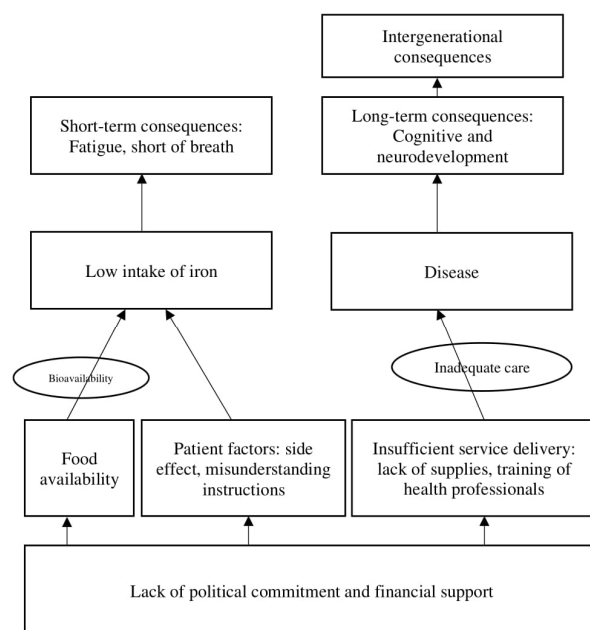 Intergenerational
consequences
Short-term consequences:
Fatigue, short of breath
Long-term consequences:
Cognitive and
neurodevelopment
Low intake of iron
Disease
Bioavailability
Inadequate care
Food
availability
Patient factors: side
effect, misunderstanding
instructions
Insufficient service delivery:
lack of supplies, training of
health professionals
Lack of political commitment and financial support